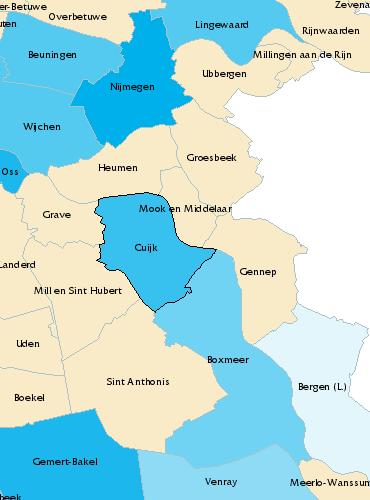 er-Betuwe
Zevena
Overbetuwe
uten
Lingewaard
Rijnwaarden
Beuningen
Millingen aan de Rijn
Ubbergen
Nijmegen
Wijchen
Groesbeek
Heumen
Oss
Mook en Middelaar
Grave
Cuijk
Landerd
Gennep
Mill en Sint Hubert
Uden
Boxmeer
Sint Anthonis
Bergen (L.)
Boekel
Gemert-Bakel
Venray
Meerlo-Wanssum
beek